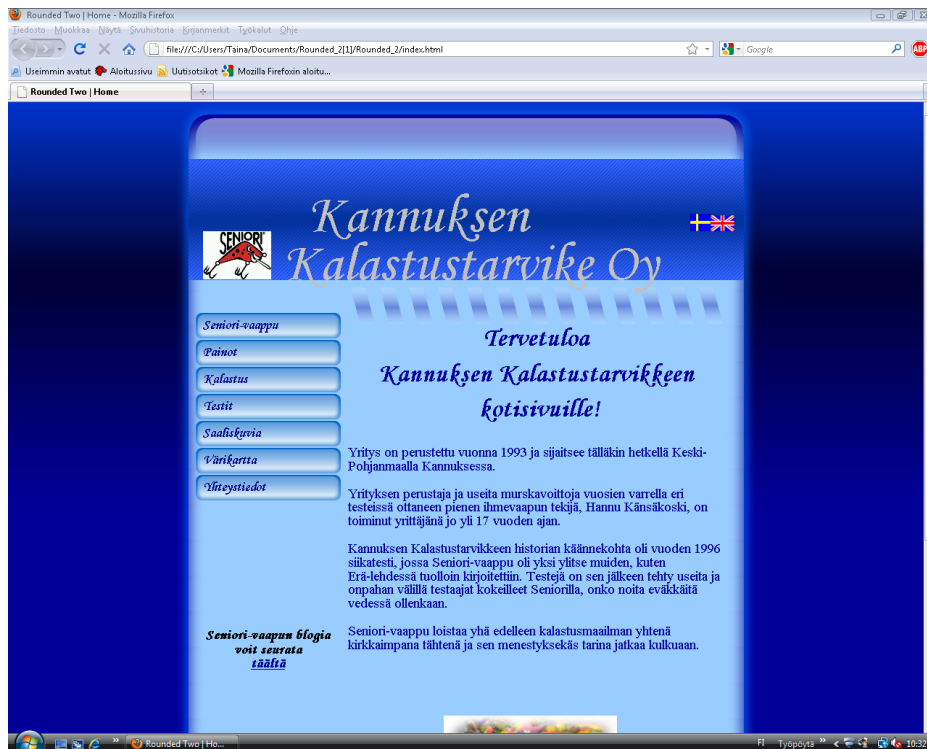 Rounded Two | Home - Mozilla Firefox
Tiedosto Muokkaa Näytä Sivuhistoria Kirjanmerkit Työkalut Ohje
file:///C:/Users/Taina/Documents/Rounded_2[1]/Rounded_2/index.html
Google
ABP
Useimmin avatut Aloitussivu Uutisotsikot Mozilla Firefoxin aloitu...
Rounded Two | Home
Kannuksen
Kalastustarvike Oy
SENIORI
Seniori-vaappu
Painot
Kalastus
Testit
Saaliskuvia
Värikartta
Yhteystiedot
Seniori-vaapun blogia
voit seurata
täältä
Tervetuloa
Kannuksen Kalastustarvikkeen
kotisivuille!
Yritys on perustettu vuonna 1993 ja sijaitsee tälläkin hetkellä Keski-
Pohjanmaalla Kannuksessa.
Yrityksen perustaja ja useita murskavoittoja vuosien varrella eri
testeissä ottaneen pienen ihmevaapun tekijä, Hannu Känsäkoski, on
toiminut yrittäjänä jo yli 17 vuoden ajan.
Kannuksen Kalastustarvikkeen historian käännekohta oli vuoden 1996
siikatesti, jossa Seniori-vaappu oli yksi ylitse muiden, kuten
Erä-lehdessä tuolloin kirjoitettiin. Testejä on sen jälkeen tehty useita ja
onpahan välillä testaajat kokeilleet Seniorilla, onko noita eväkkäitä
vedessä ollenkaan.
Seniori-vaappu loistaa yhä edelleen kalastusmaailman yhtenä
kirkkaimpana tähtenä ja sen menestyksekäs tarina jatkaa kulkuaan.
Rounded Two | Ho...
FI Työpöytä 10:32